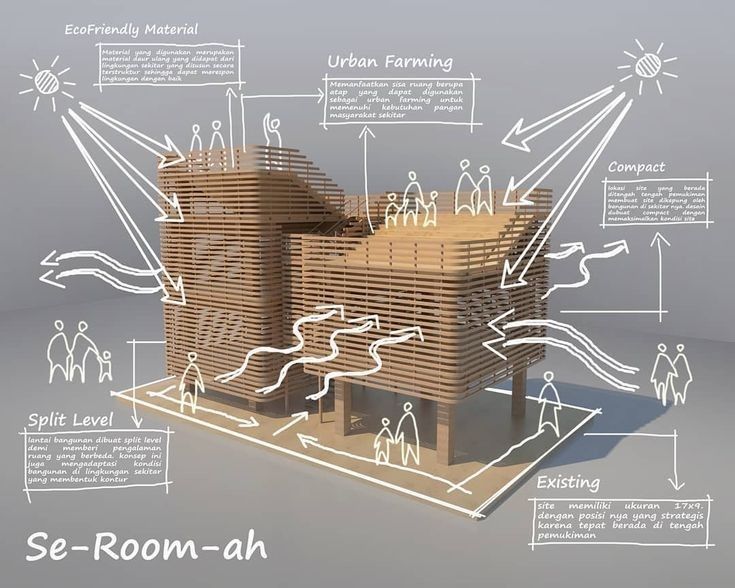 EcoFriendly Material
Material yang digunakan merupakan
material daur ulang yang didapat dari
lingkungan sekitar yang disusun secara
terstruktur sehingga dapat merespon
lingkungan dengan baik
Urban Farming
Memanfaatkan sisa ruang berupa
atap yang dapat digunakan
sebagai urban farming untuk
memenuhi kebutuhan pangan
masyarakat sekitar
Compact
lokasi site yang berada
ditengah tengah pemukiman
membuat site dikepung oleh
bangunan di sekitar nya. desain
dubuat compact dengan
memaksimalkan kondisi site
Split Level
lantai bangunan dibuat split level
demi memberi pengalaman
ruang yang berbeda. konsep ini
juga mengadaptasi kondisi
bangunan di lingkungan sekitar
yang membentuk kontur
Existing
site memiliki ukuran 17x9.
dengan posisi nya yang strategis
karena tepat berada di tengah
pemukiman
Se-Room-ah